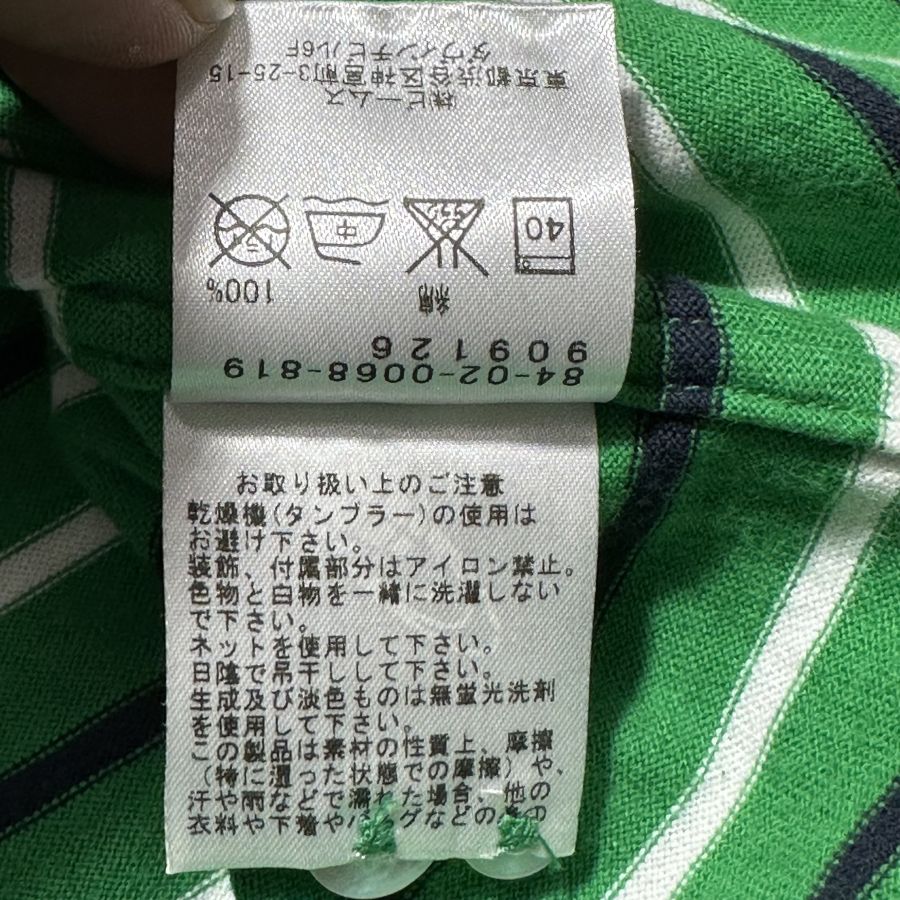 84-02-0068-819
909126
綿 100%
40
エンソ
中
ドライ
株ビームス
東京都渋谷区神宮前3-25-15
ダヴィンチビル6F
お取り扱い上のご注意
乾燥機(タンブラー)の使用は
お避け下さい。
装飾、付属部分はアイロン禁止。
色物と白物を一緒に洗濯しない
で下さい。
ネットを使用して下さい。
日陰で吊干しして下さい。
生成及び淡色ものは無蛍光洗剤
を使用して下さい。
この製品は素材の性質上、摩擦
(特に湿った状態での摩擦)や、
汗や雨などで濡れた場合、他の
衣料や下着やバッグなどの